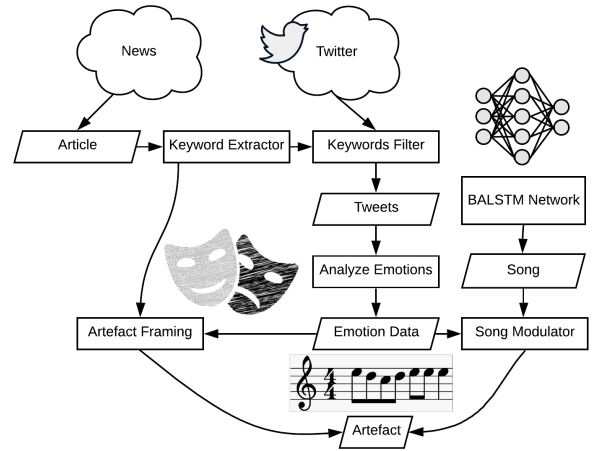 News
Twitter
Article
Keyword Extractor
Keywords Filter
BALSTM Network
Tweets
Analyze Emotions
Song
Artefact Framing
Emotion Data
Song Modulator
4
4
Artefact